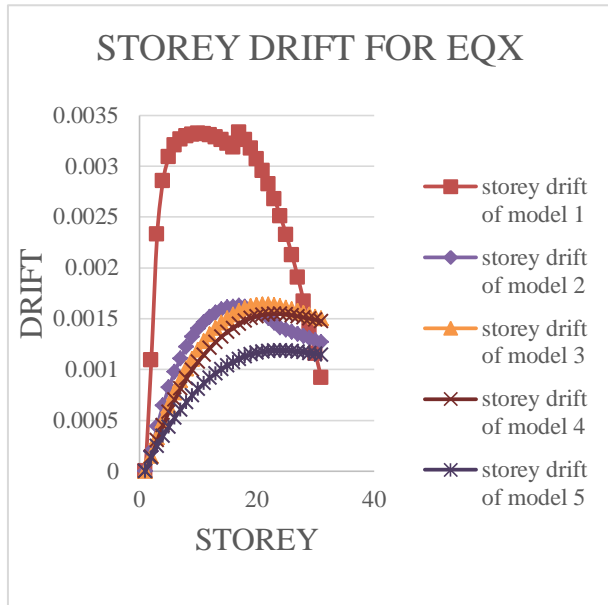 STOREY DRIFT FOR EQX
0.0035
0.003
0.0025
0.002
0.0015
0.001
0.0005
0
DRIFT
0
20
40
STOREY
storey drift
of model 1
storey drift
of model 2
storey drift
of model 3
storey drift
of model 4
storey drift
of model 5